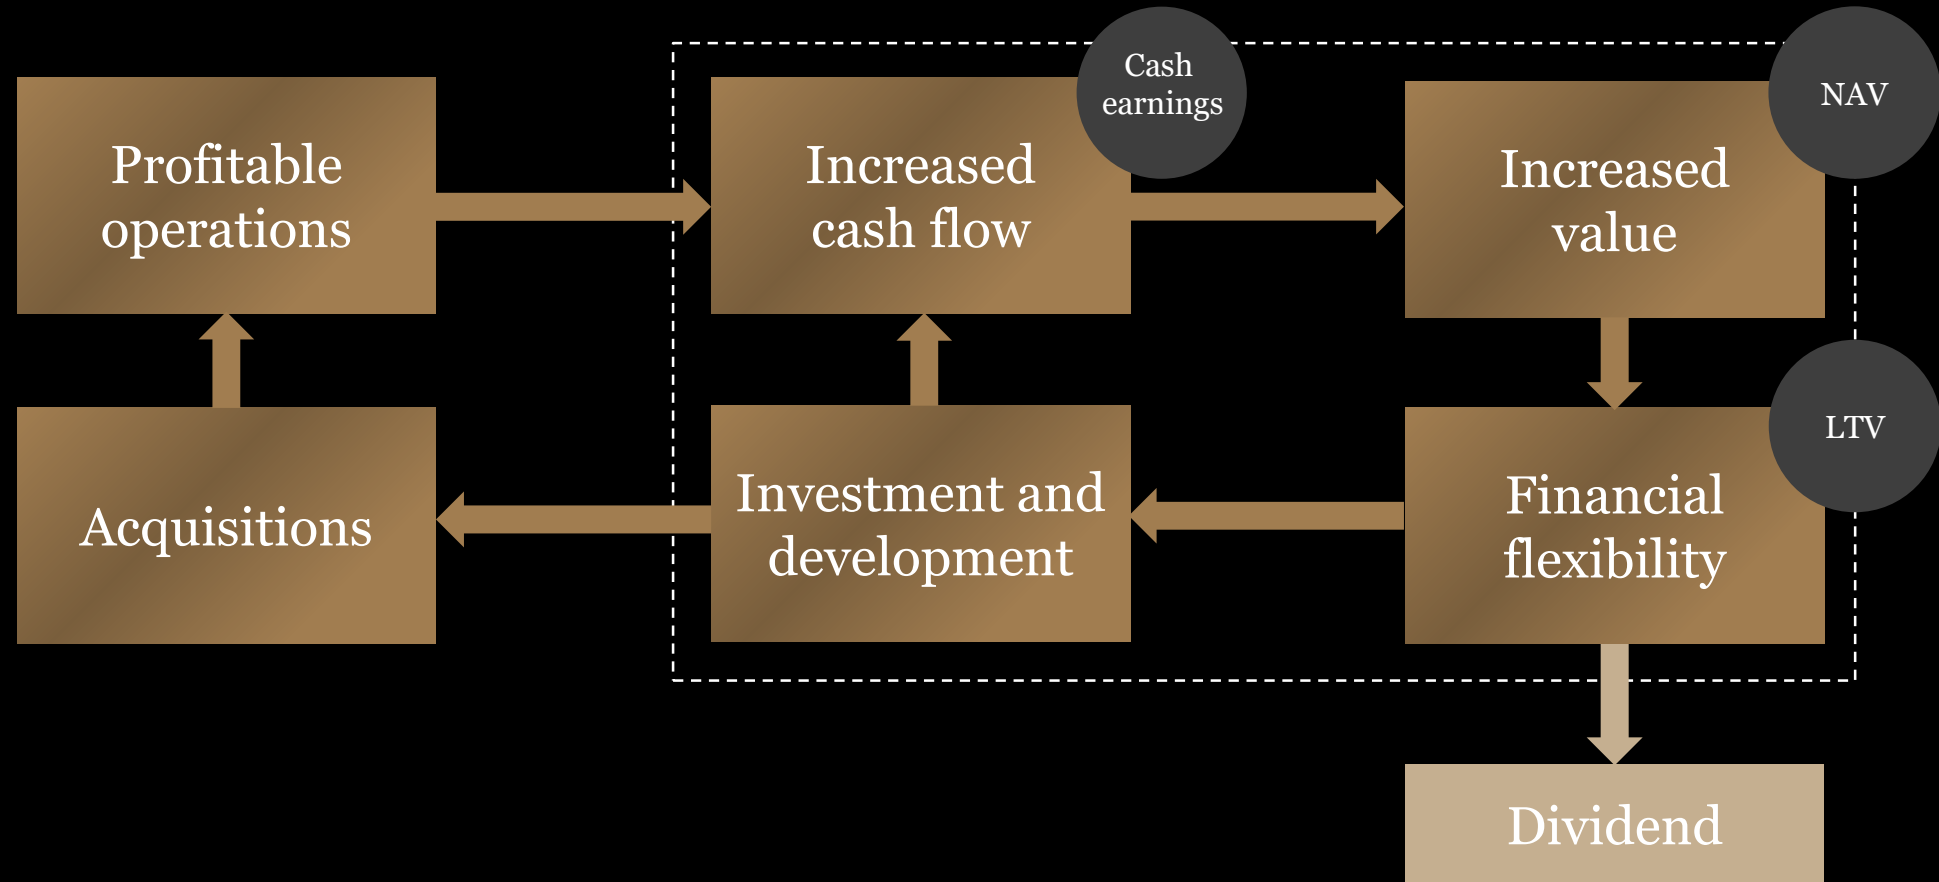 Profitable
operations
Increased
cash flow
Cash
earnings
Increased
value
NAV
Acquisitions
Investment and
development
Financial
flexibility
LTV
Dividend